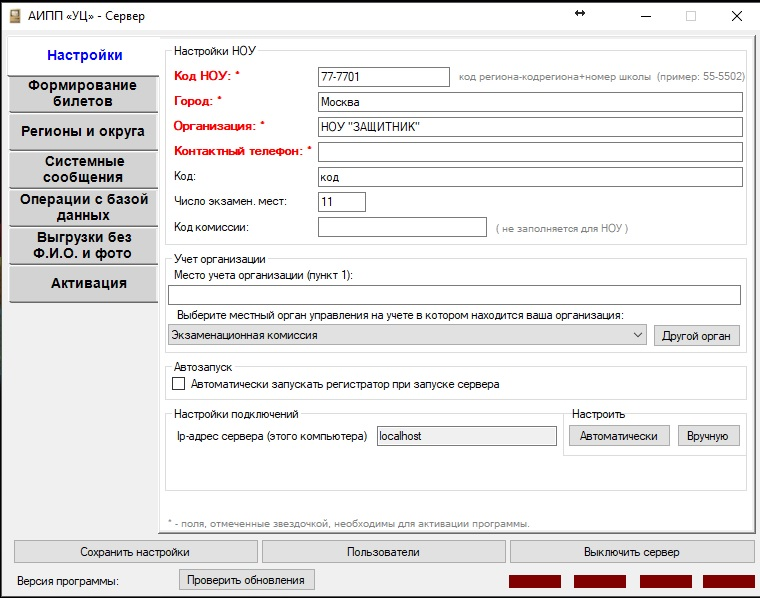 АИПП «УЦ» - Сервер
Настройки
Формирование
билетов
Регионы и округа
Системные
сообщения
Операции с базой
данных
Выгрузки без
Ф.И.О. и фото
Активация
Настройки НОУ
Код НОУ: * 77-7701 код региона-кодрегиона+номер школы (пример: 55-5502)
Город: * Москва
Организация: * НОУ "ЗАЩИТНИК"
Контактный телефон: *
Код: код
Число экзамен. мест: 11
Код комиссии: ( не заполняется для НОУ )
Учет организации
Место учета организации (пункт 1):
Выберите местный орган управления на учете в котором находится ваша организация:
Экзаменационная комиссия Другой орган
Автозапуск
Автоматически запускать регистратор при запуске сервера
Настройки подключений Настроить
Ip-адрес сервера (этого компьютера) localhost Автоматически Вручную
* - поля, отмеченные звездочкой, необходимы для активации программы.
Сохранить настройки Пользователи Выключить сервер
Версия программы: Проверить обновления